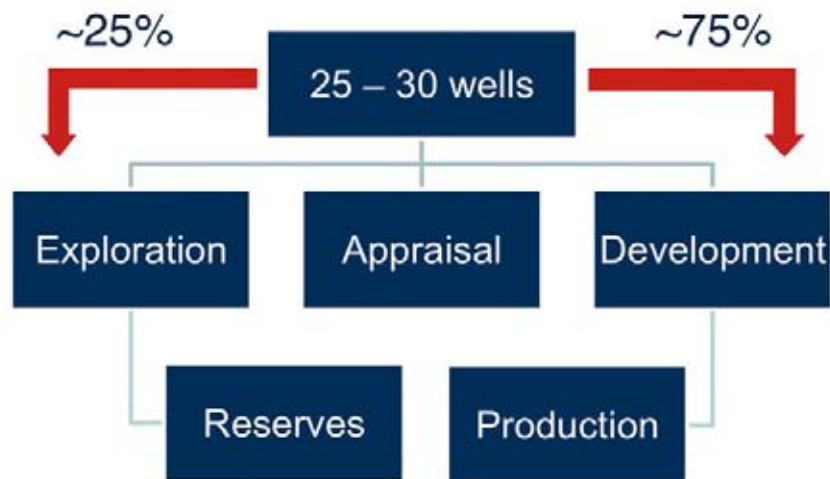 ~25%
~75%
25 – 30 wells
Exploration
Appraisal
Development
Reserves
Production